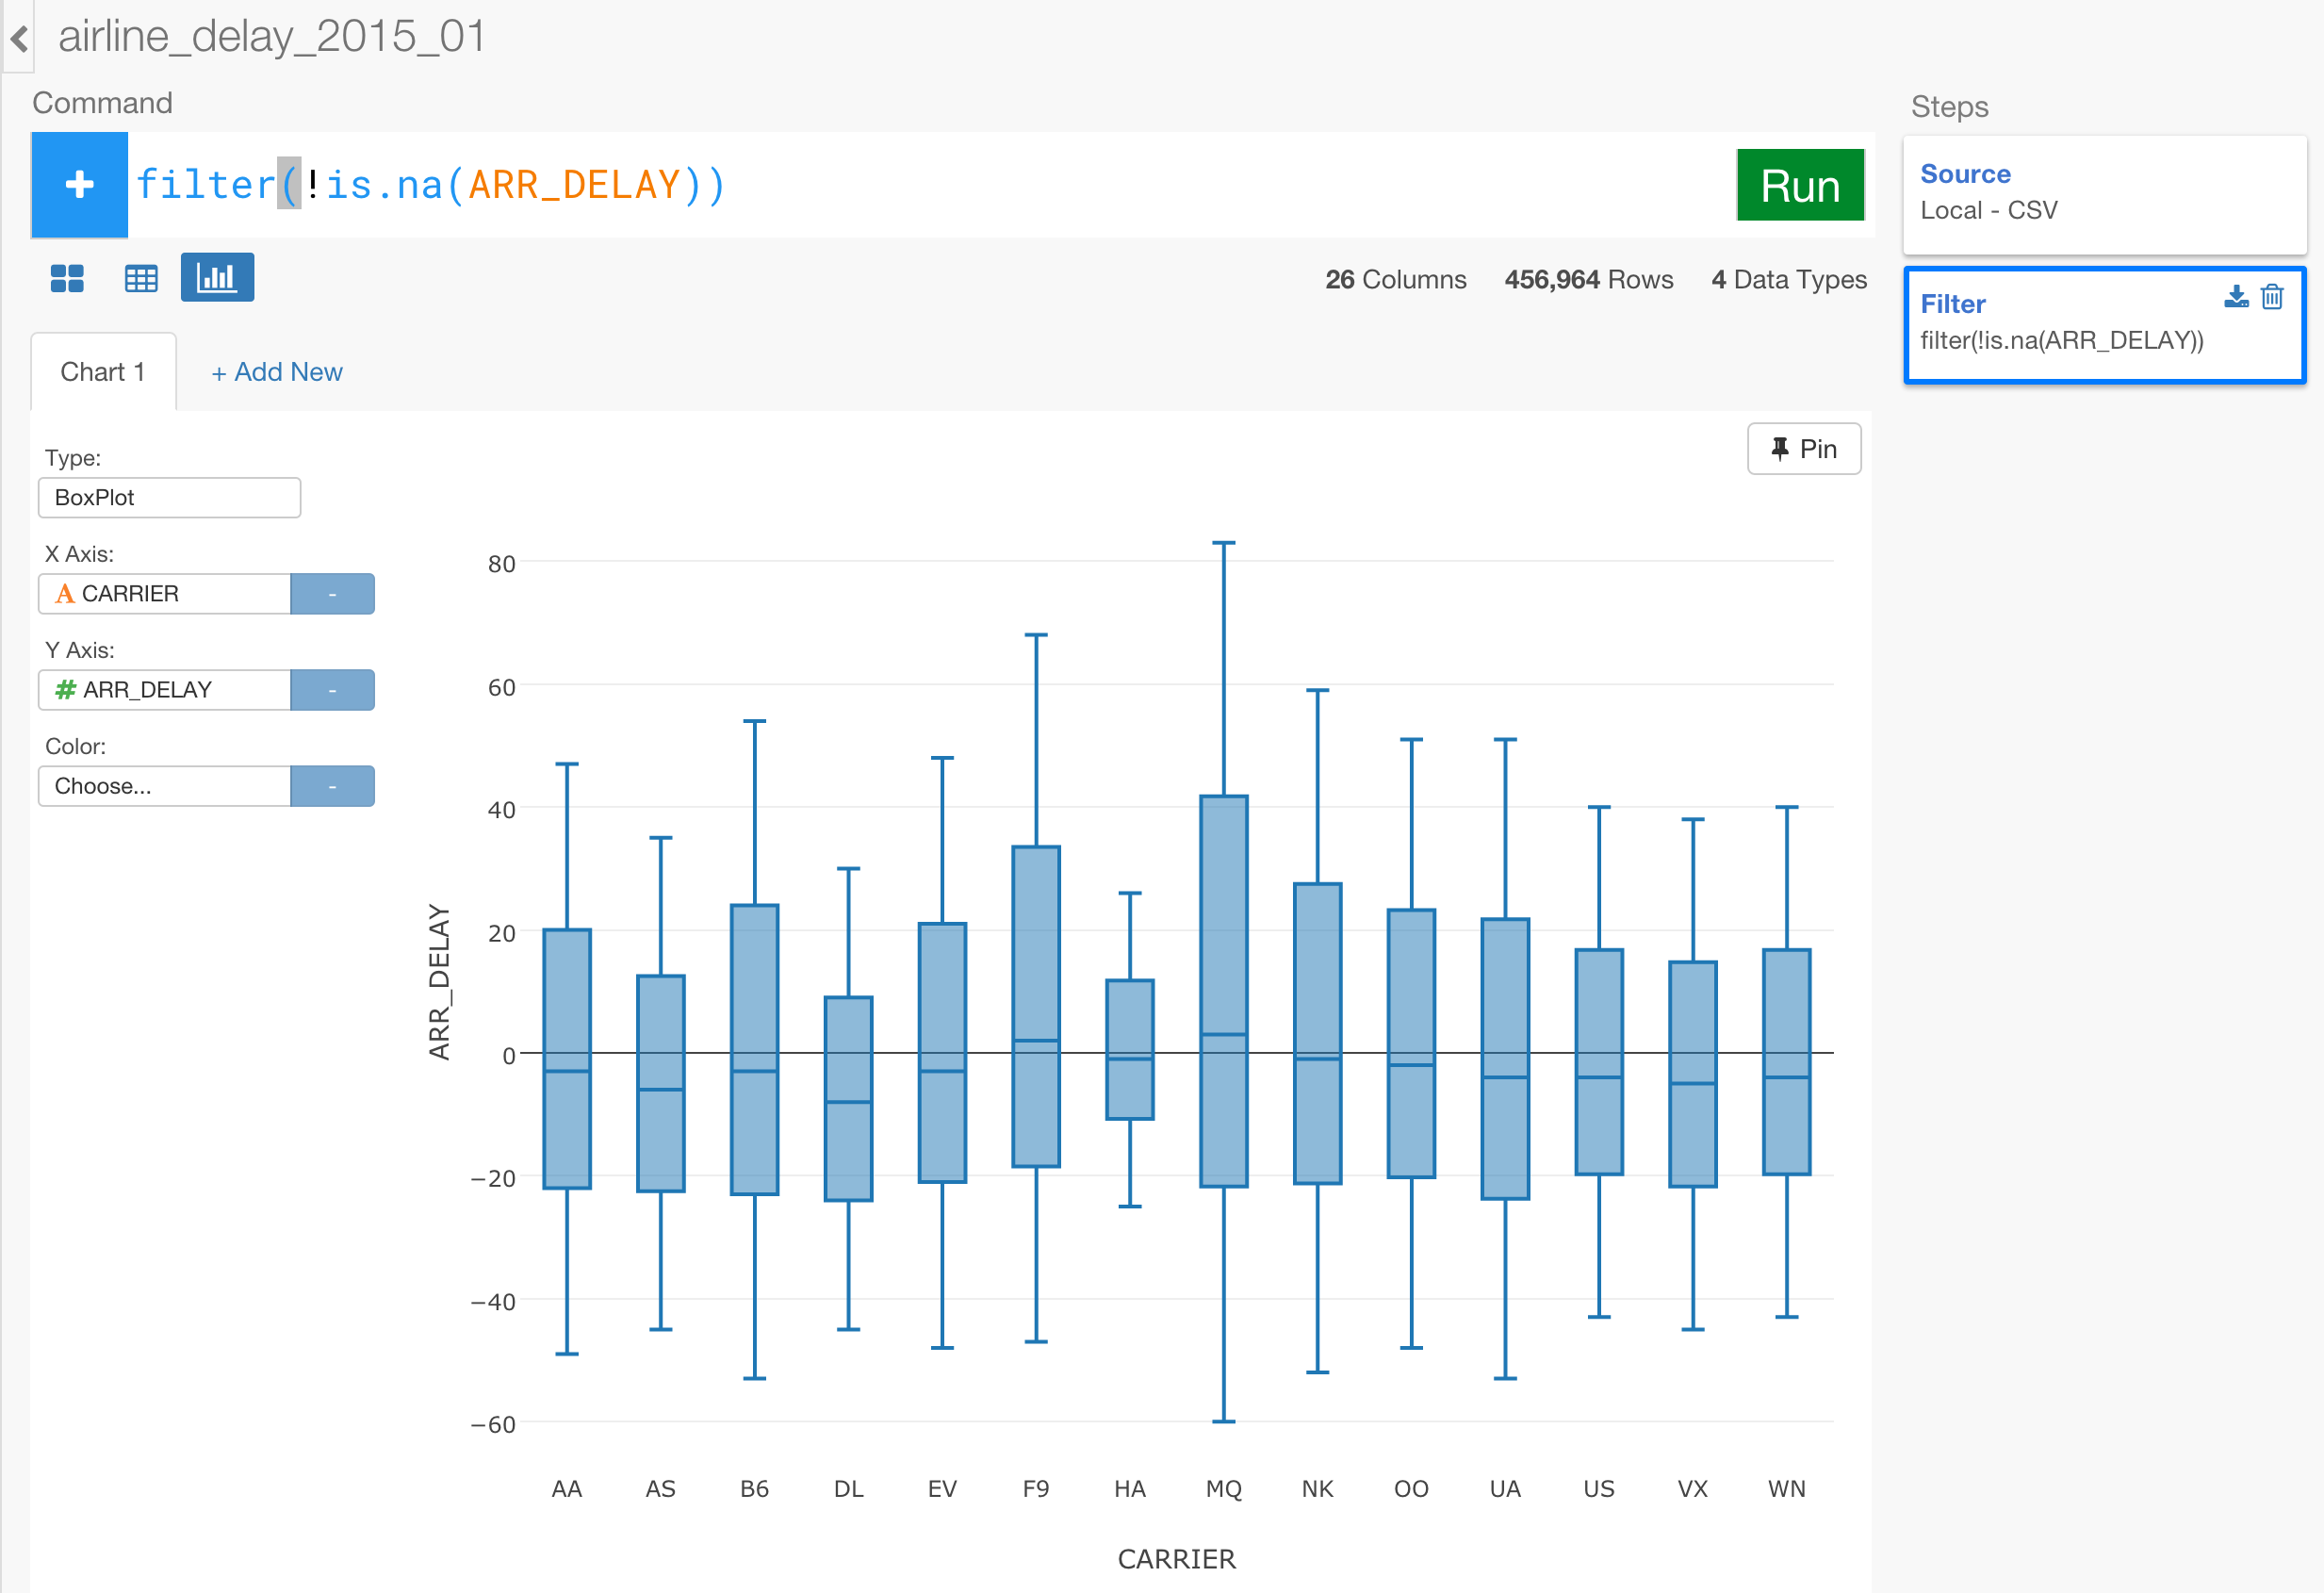 airline_delay_2015_01
Command
filter(!is.na(ARR_DELAY))
Run
26 Columns 456,964 Rows 4 Data Types
Chart 1
+ Add New
Pin
Type:
BoxPlot
X Axis:
A CARRIER
-
Y Axis:
# ARR_DELAY
-
Color:
Choose...
-
80
60
40
20
0
−20
−40
−60
ARR_DELAY
AA AS B6 DL EV F9 HA MQ NK OO UA US VX WN
CARRIER
Steps
Source
Local - CSV
Filter
filter(!is.na(ARR_DELAY))